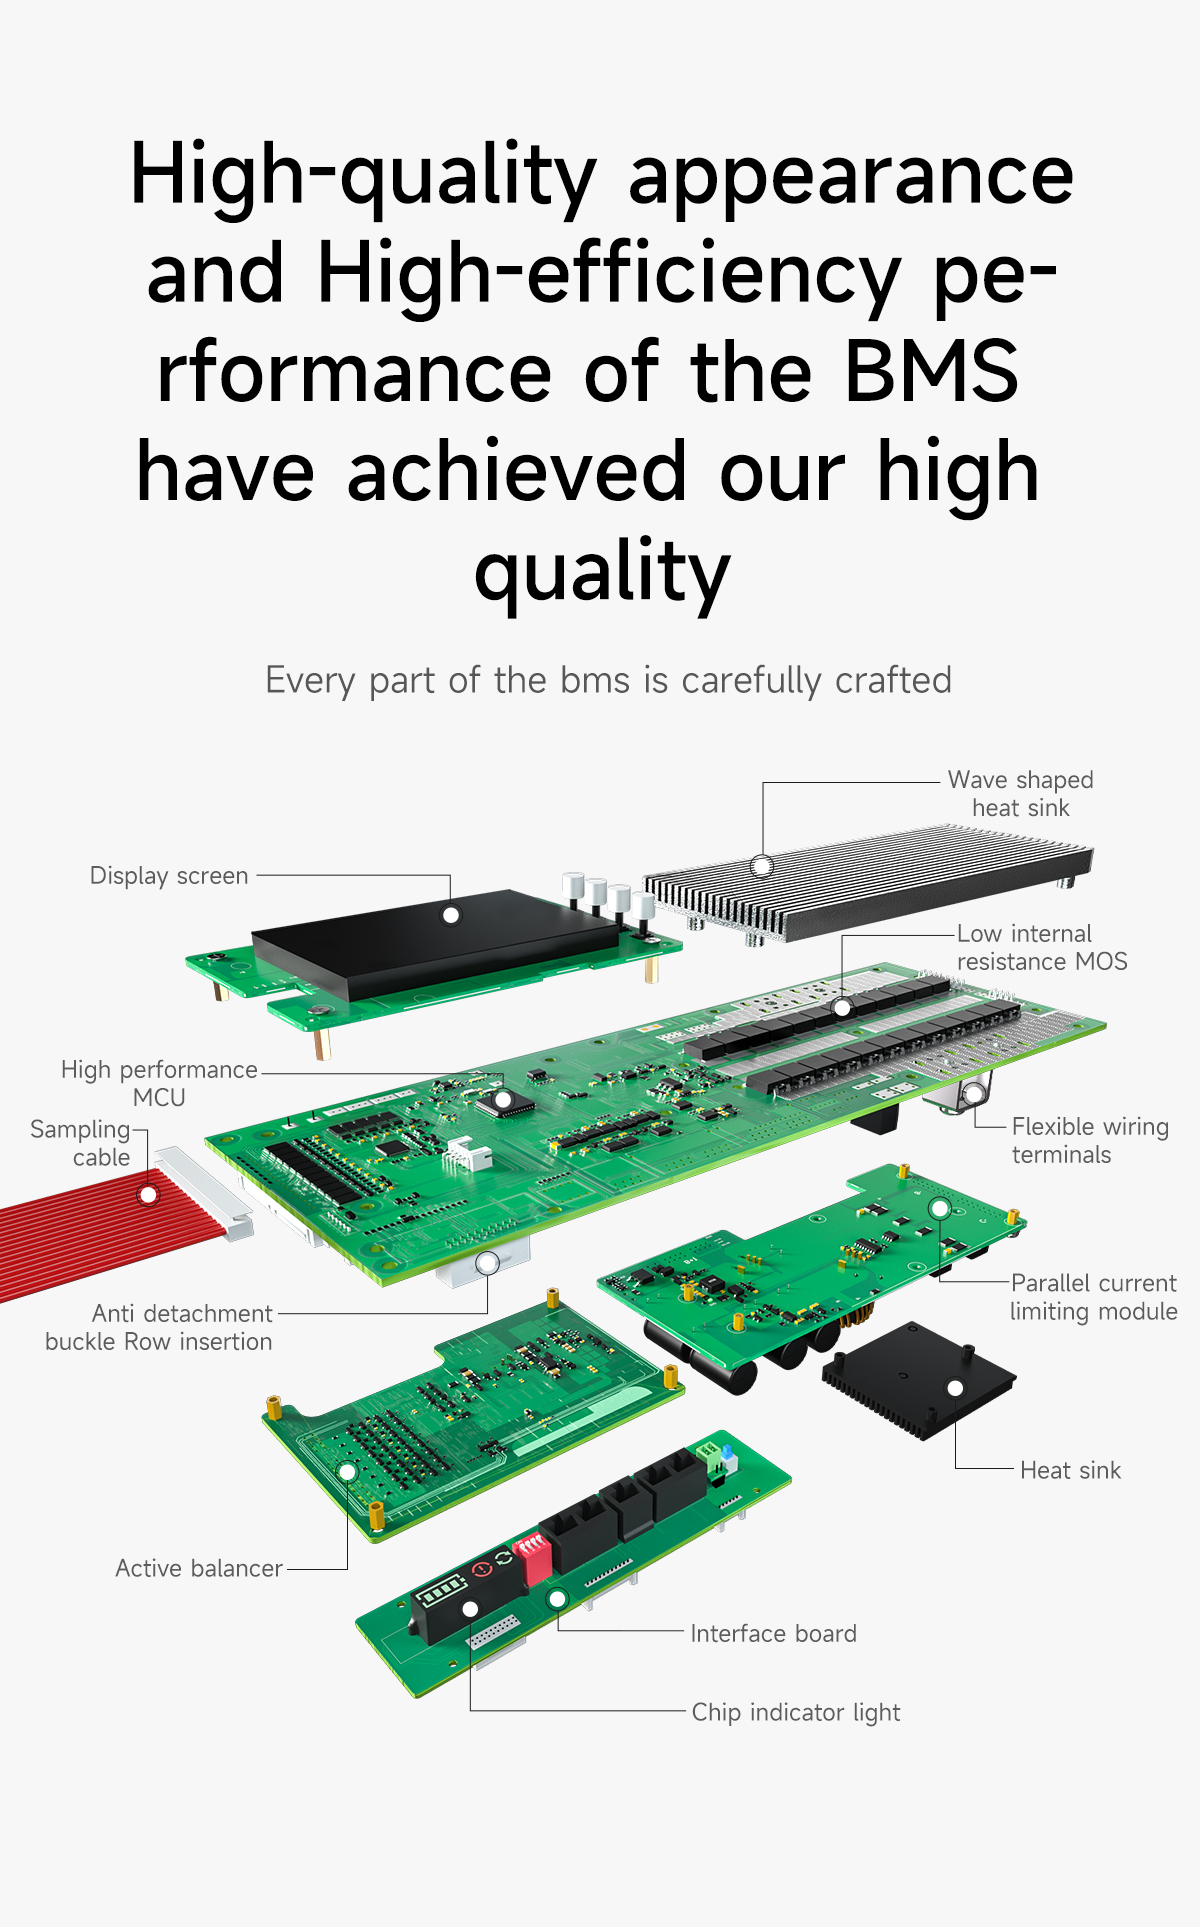 High-quality appearance
and High-efficiency pe-
rformance of the BMS
have achieved our high
quality
Every part of the bms is carefully crafted
Wave shaped
heat sink
Display screen
Low internal
resistance MOS
High performance
MCU
Sampling
cable
Flexible wiring
terminals
Parallel current
limiting module
Anti detachment
buckle Row insertion
Heat sink
Active balancer
Interface board
Chip indicator light